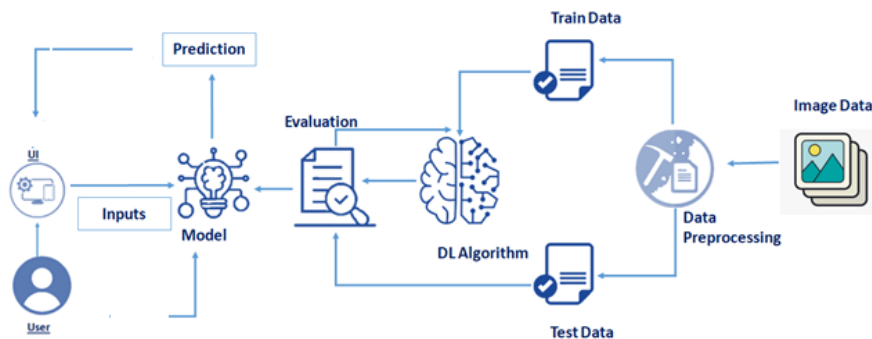 Train Data
Prediction
Image Data
Evaluation
UI
Inputs
Model
DL Algorithm
Data
Preprocessing
User
Test Data